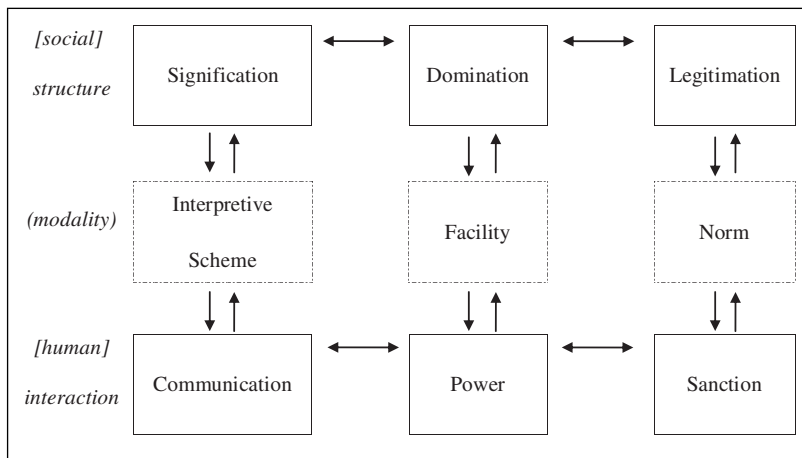 [social]
structure
Signification
Domination
Legitimation
(modality)
Interpretive
Scheme
Facility
Norm
[human]
interaction
Communication
Power
Sanction